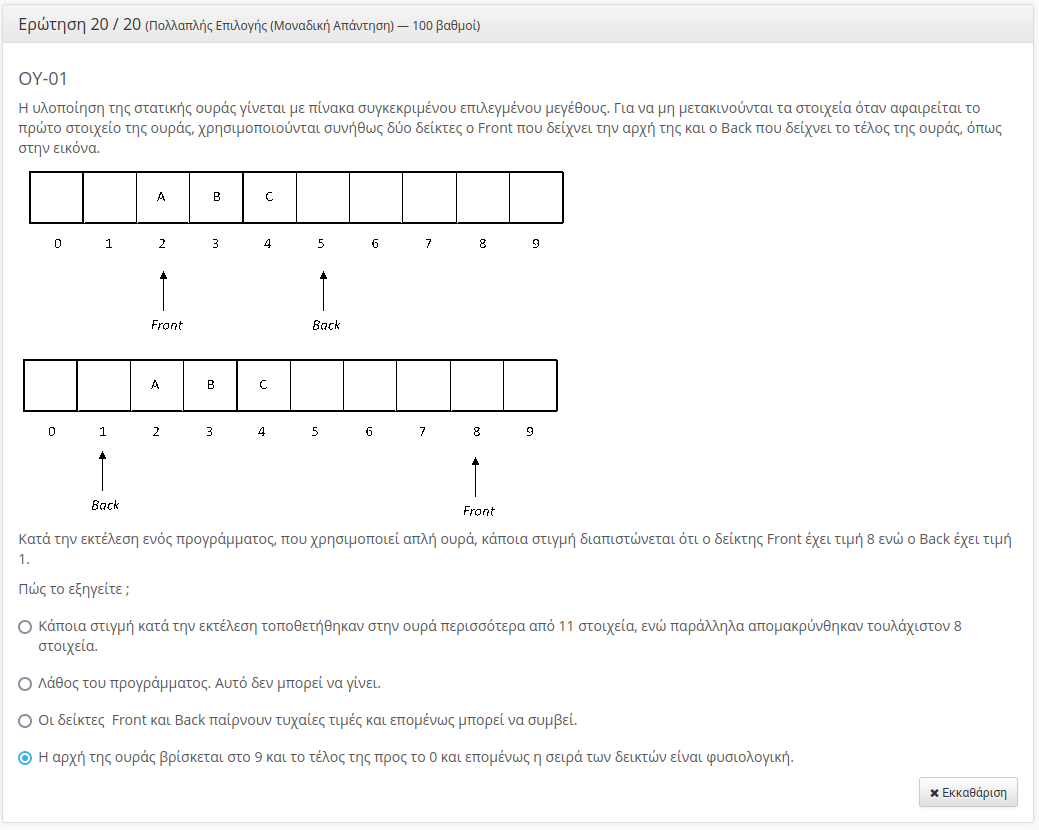 Ερώτηση 20 / 20 (Πολλαπλής Επιλογής (Μοναδική Απάντηση) — 100 βαθμοί)
ΟΥ-01
Η υλοποίηση της στατικής ουράς γίνεται με πίνακα συγκεκριμένου επιλεγμένου μεγέθους. Για να μη μετακινούνται τα στοιχεία όταν αφαιρείται το
πρώτο στοιχείο της ουράς, χρησιμοποιούνται συνήθως δύο δείκτες ο Front που δείχνει την αρχή της και ο Back που δείχνει το τέλος της ουράς, όπως
στην εικόνα.
A B C
0 1 2 3 4 5 6 7 8 9
Front Back
A B C
0 1 2 3 4 5 6 7 8 9
Back Front
Κατά την εκτέλεση ενός προγράμματος, που χρησιμοποιεί απλή ουρά, κάποια στιγμή διαπιστώνεται ότι ο δείκτης Front έχει τιμή 8 ενώ ο Back έχει τιμή
1.
Πώς το εξηγείτε ;
Κάποια στιγμή κατά την εκτέλεση τοποθετήθηκαν στην ουρά περισσότερα από 11 στοιχεία, ενώ παράλληλα απομακρύνθηκαν τουλάχιστον 8
στοιχεία.
Λάθος του προγράμματος. Αυτό δεν μπορεί να γίνει.
Οι δείκτες Front και Back παίρνουν τυχαίες τιμές και επομένως μπορεί να συμβεί.
Η αρχή της ουράς βρίσκεται στο 9 και το τέλος της προς το 0 και επομένως η σειρά των δεικτών είναι φυσιολογική.
✖ Εκκαθάριση